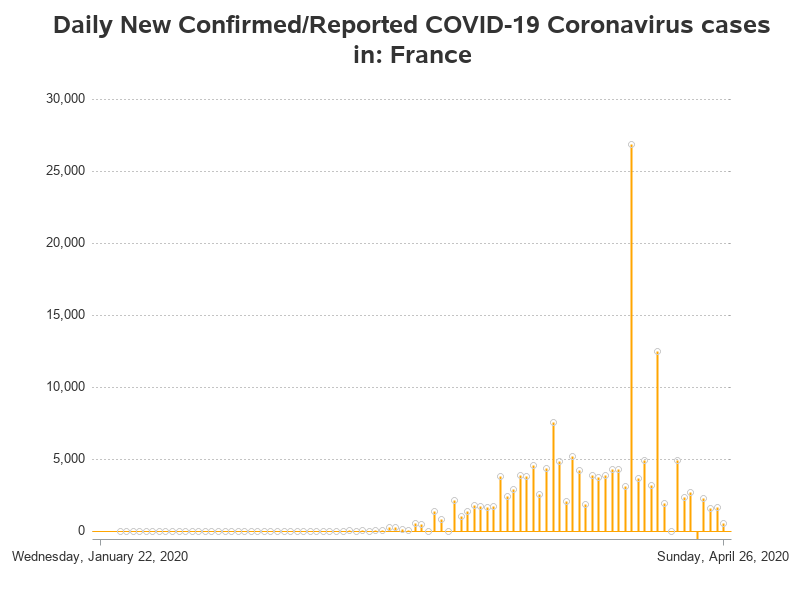 Daily New Confirmed/Reported COVID-19 Coronavirus cases
in: France
30,000
25,000
20,000
15,000
10,000
5,000
0
Wednesday, January 22, 2020
Sunday, April 26, 2020